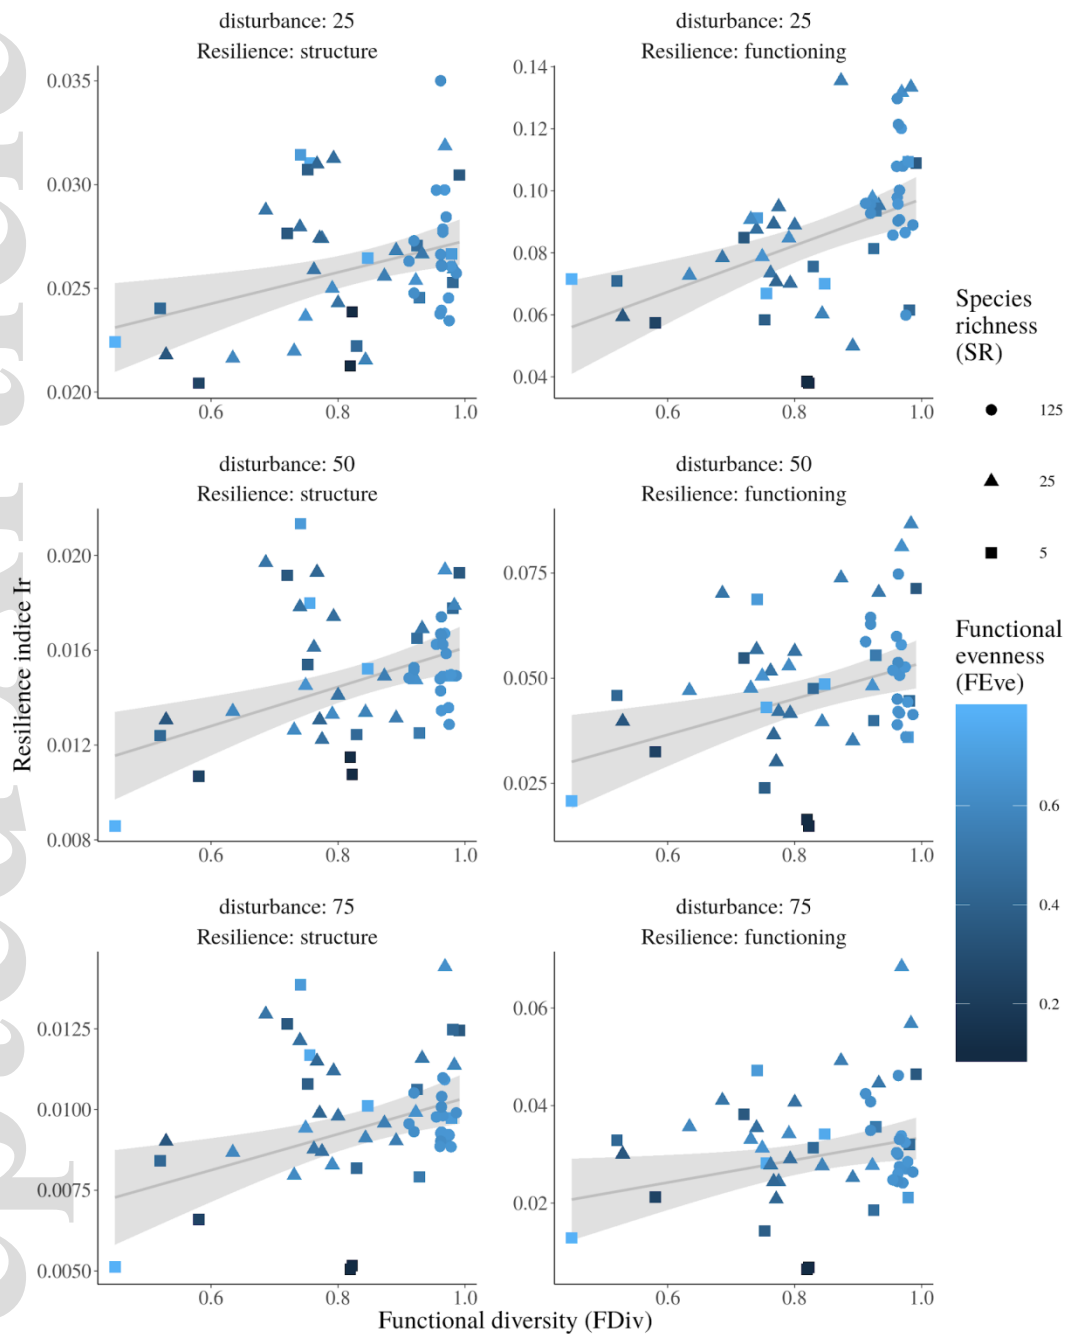 disturbance: 25
Resilience: structure
disturbance: 25
Resilience: functioning
0.035
0.030
0.025
0.020
0.6
0.8
1.0
0.14
0.12
0.10
0.08
0.06
0.04
0.6
0.8
1.0
disturbance: 50
Resilience: structure
disturbance: 50
Resilience: functioning
0.020
0.016
0.012
0.008
0.6
0.8
1.0
0.075
0.050
0.025
0.6
0.8
1.0
disturbance: 75
Resilience: structure
disturbance: 75
Resilience: functioning
0.0125
0.0100
0.0075
0.0050
0.6
0.8
1.0
0.06
0.04
0.02
0.6
0.8
1.0
Resilience indice Ir
Functional diversity (FDiv)
Species
richness
(SR)
125
25
5
Functional
evenness
(FEve)
0.6
0.4
0.2